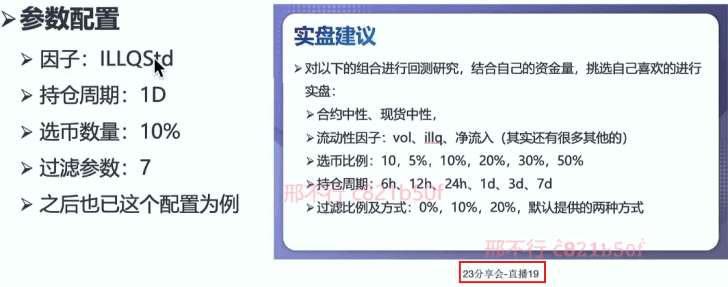 参数配置
因子：ILLQStd
持仓周期：1D
选币数量：10%
过滤参数：7
之后也已这个配置为例
实盘建议
对以下的组合进行回测研究，结合自己的资金量，挑选自己喜欢的进行
实盘：
合约中性、现货中性，
流动性因子：vol、illq、净流入（其实还有很多其他的）
选币比例：10，5%，10%，20%，30%，50%
持仓周期：6h，12h，24h，1d，3d，7d
邢不行 c821b50f
过滤比例及方式：0%，10%，20%，默认提供的两种方式
邢不行 c821b50f
23分享会-直播19